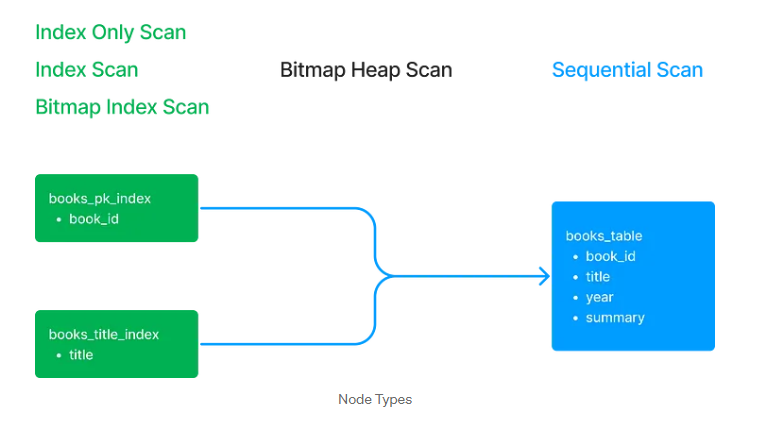 Index Only Scan
Index Scan
Bitmap Index Scan
Bitmap Heap Scan
Sequential Scan
books_pk_index
• book_id
books_title_index
• title
books_table
• book_id
• title
• year
• summary
Node Types